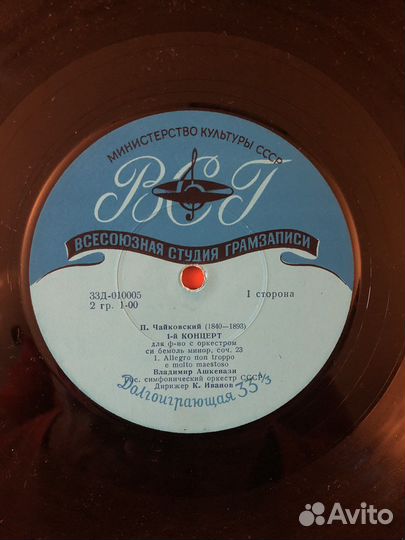 МИНИСТЕРСТВО КУЛЬТУРЫ СССР
ВСГ
ВСЕСОЮЗНАЯ СТУДИЯ ГРАМЗАПИСИ
33Д-010005
I сторона
2 гр. 1-00
П. Чайковский (1840—1893)
1-й КОНЦЕРТ
для ф-но с оркестром
си бемоль минор, соч. 23
1. Allegro non troppo
e molto maestoso
Владимир Ашкенази
Гос. симфонический оркестр СССР
Дирижер К. Иванов
Долгоиграющая 33⅓
Avito